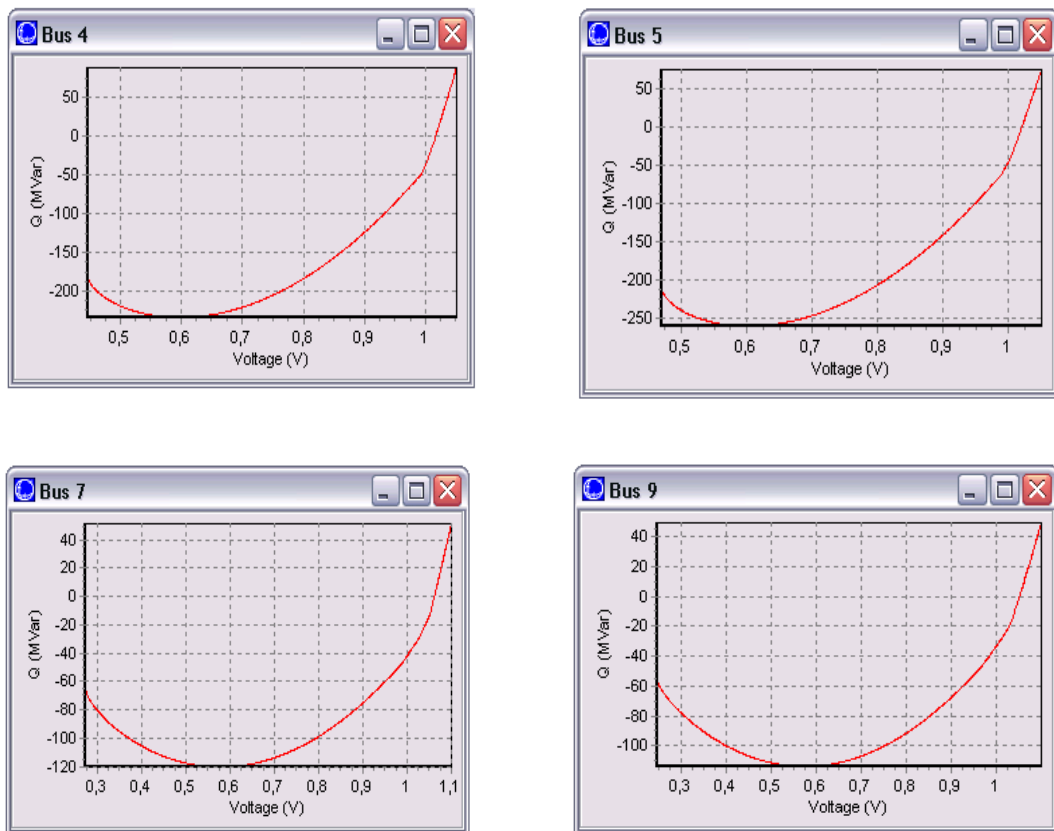 Bus 4
50
0
-50
-100
-150
-200
Q (MVar)
0,5 0,6 0,7 0,8 0,9 1
Voltage (V)
Bus 5
50
0
-50
-100
-150
-200
-250
Q (MVar)
0,5 0,6 0,7 0,8 0,9 1
Voltage (V)
Bus 7
40
20
0
-20
-40
-60
-80
-100
-120
Q (MVar)
0,3 0,4 0,5 0,6 0,7 0,8 0,9 1 1,1
Voltage (V)
Bus 9
40
20
0
-20
-40
-60
-80
-100
Q (MVar)
0,3 0,4 0,5 0,6 0,7 0,8 0,9 1
Voltage (V)